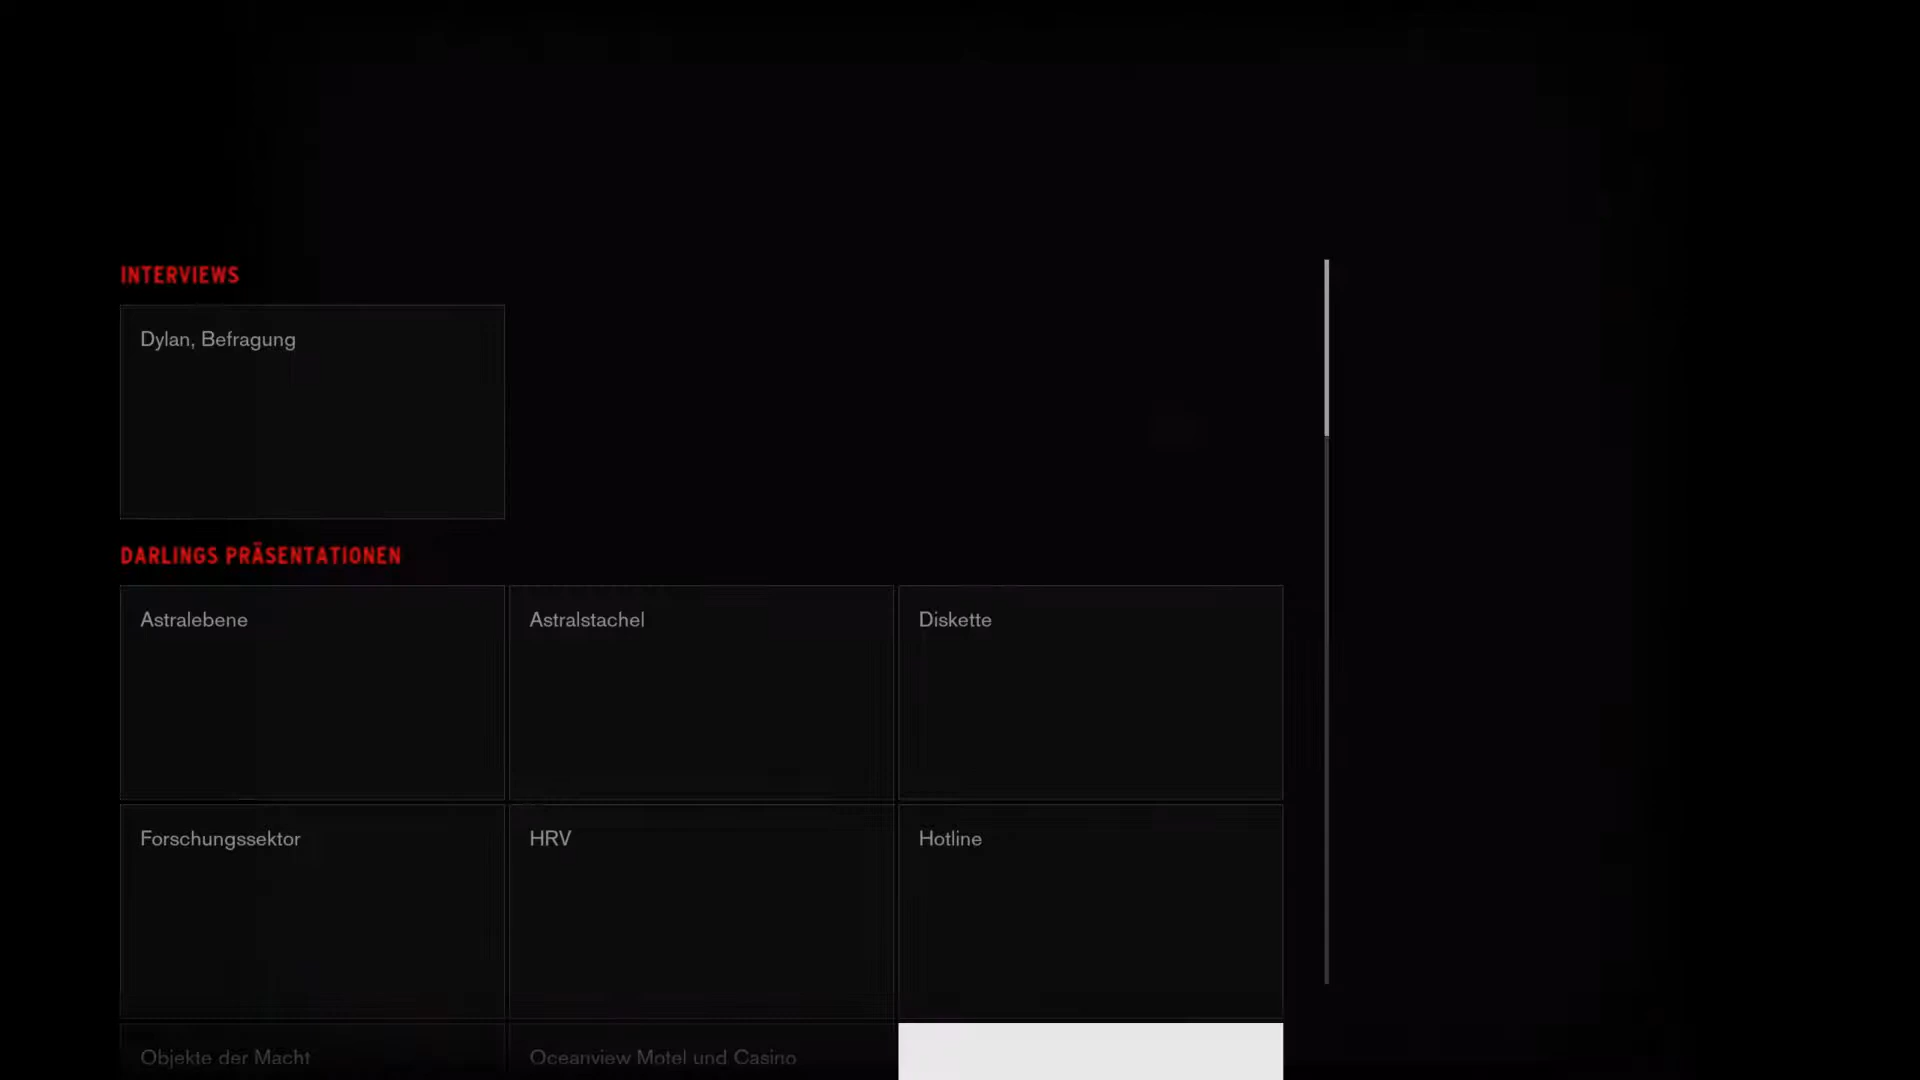 INTERVIEWS
Dylan, Befragung
DARLINGS PRÄSENTATIONEN
Astralebene
Astralstachel
Diskette
Forschungssektor
HRV
Hotline
Objekte der Macht
Oceanview Motel und Casino